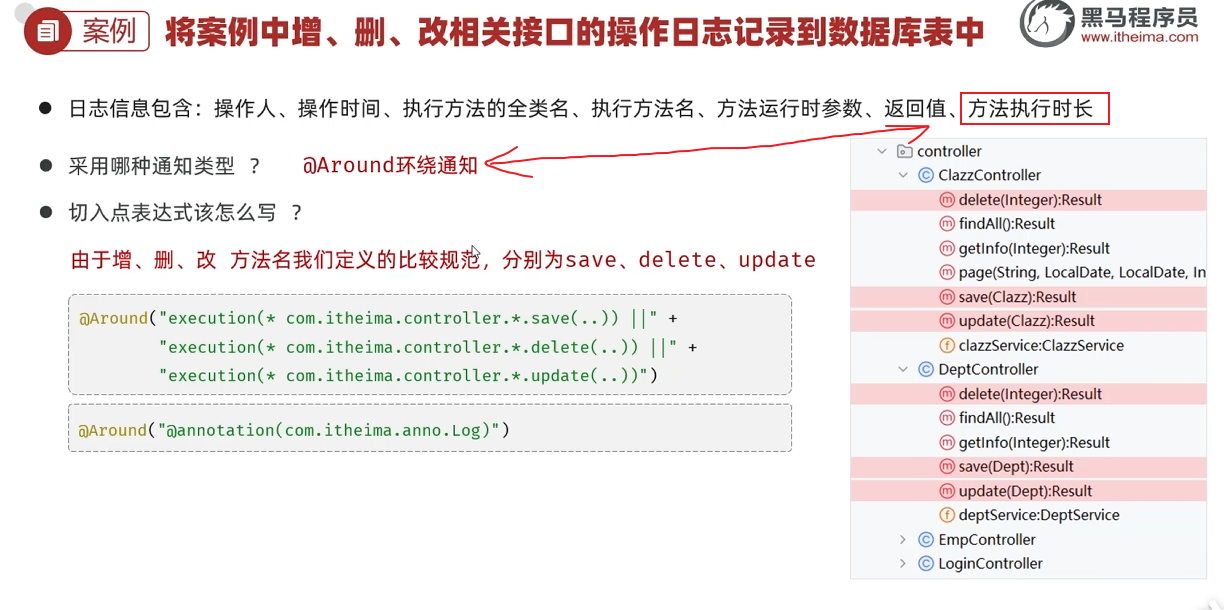 案例
将案例中增、删、改相关接口的操作日志记录到数据库表中
黑马程序员
www.itheima.com
● 日志信息包含：操作人、操作时间、执行方法的全类名、执行方法名、方法运行时参数、返回值、方法执行时长
● 采用哪种通知类型 ？ @Around环绕通知
● 切入点表达式该怎么写 ？
由于增、删、改 方法名我们定义的比较规范，分别为save、delete、update
@Around("execution(* com.itheima.controller.*.save(..)) ||" +
"execution(* com.itheima.controller.*.delete(..)) ||" +
"execution(* com.itheima.controller.*.update(..))")
@Around("@annotation(com.itheima.anno.Log)")
controller
ClazzController
delete(Integer):Result
findAll():Result
getInfo(Integer):Result
page(String, LocalDate, LocalDate, In
save(Clazz):Result
update(Clazz):Result
clazzService:ClazzService
DeptController
delete(Integer):Result
findAll():Result
getInfo(Integer):Result
save(Dept):Result
update(Dept):Result
deptService:DeptService
EmpController
LoginController